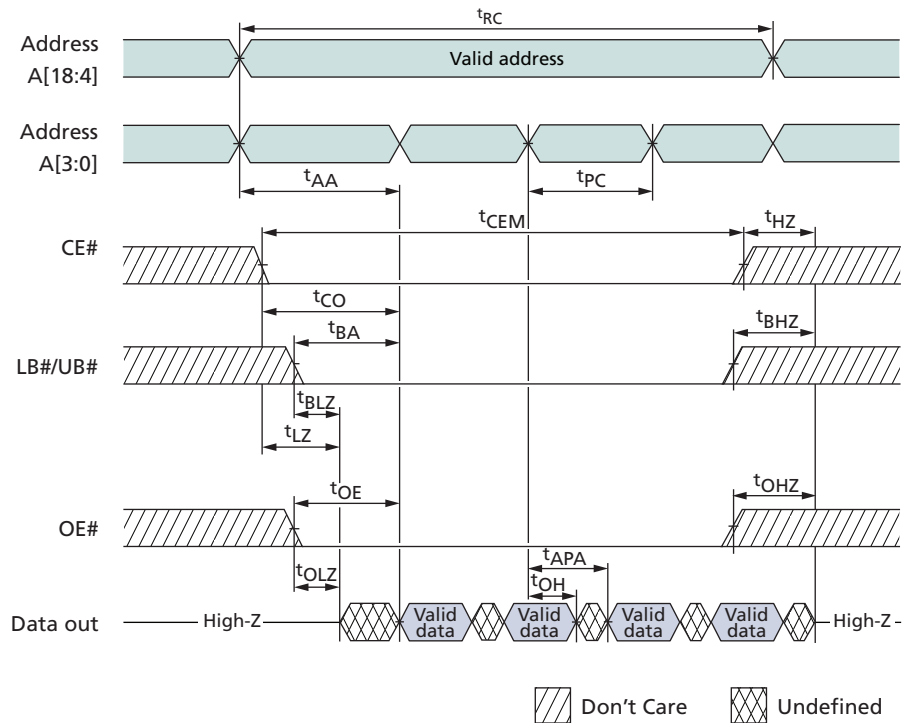 tRC
Address
A[18:4]
Valid address
Address
A[3:0]
tAA
tPC
tCEM
tHZ
CE#
tCO
tBA
tBHZ
LB#/UB#
tBLZ
tLZ
tOE
tOHZ
OE#
tAPA
tOLZ
tOH
Data out
High-Z
Valid
data
Valid
data
Valid
data
Valid
data
High-Z
Don't Care
Undefined